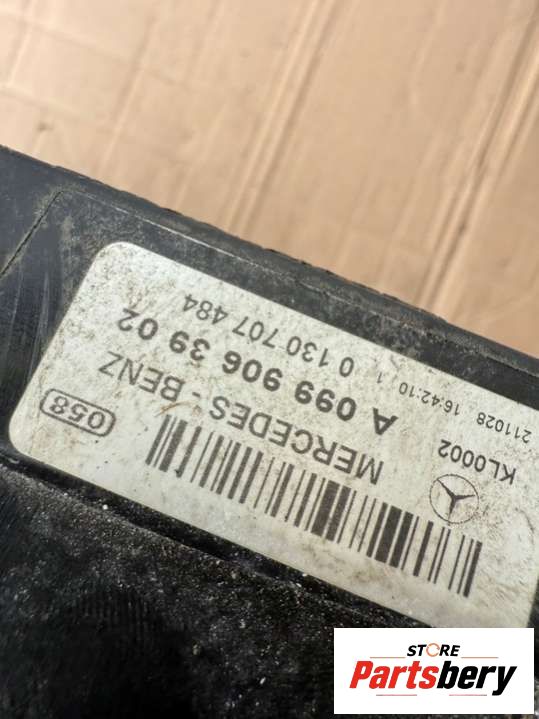 KL0002
MERCEDES - BENZ
058
A 099 906 39 02
211028 16:42:10 1 0 130 707 484
STORE
Partsbery